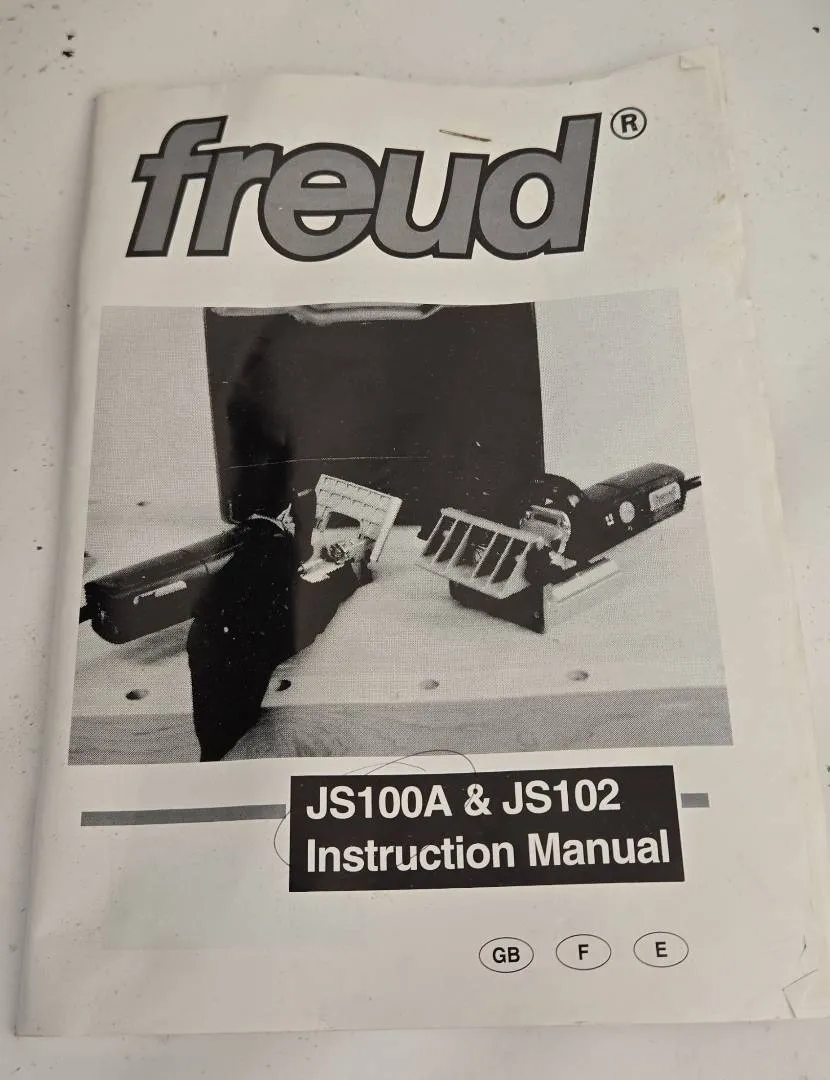 freud®
JS100A & JS102
Instruction Manual
GB F E